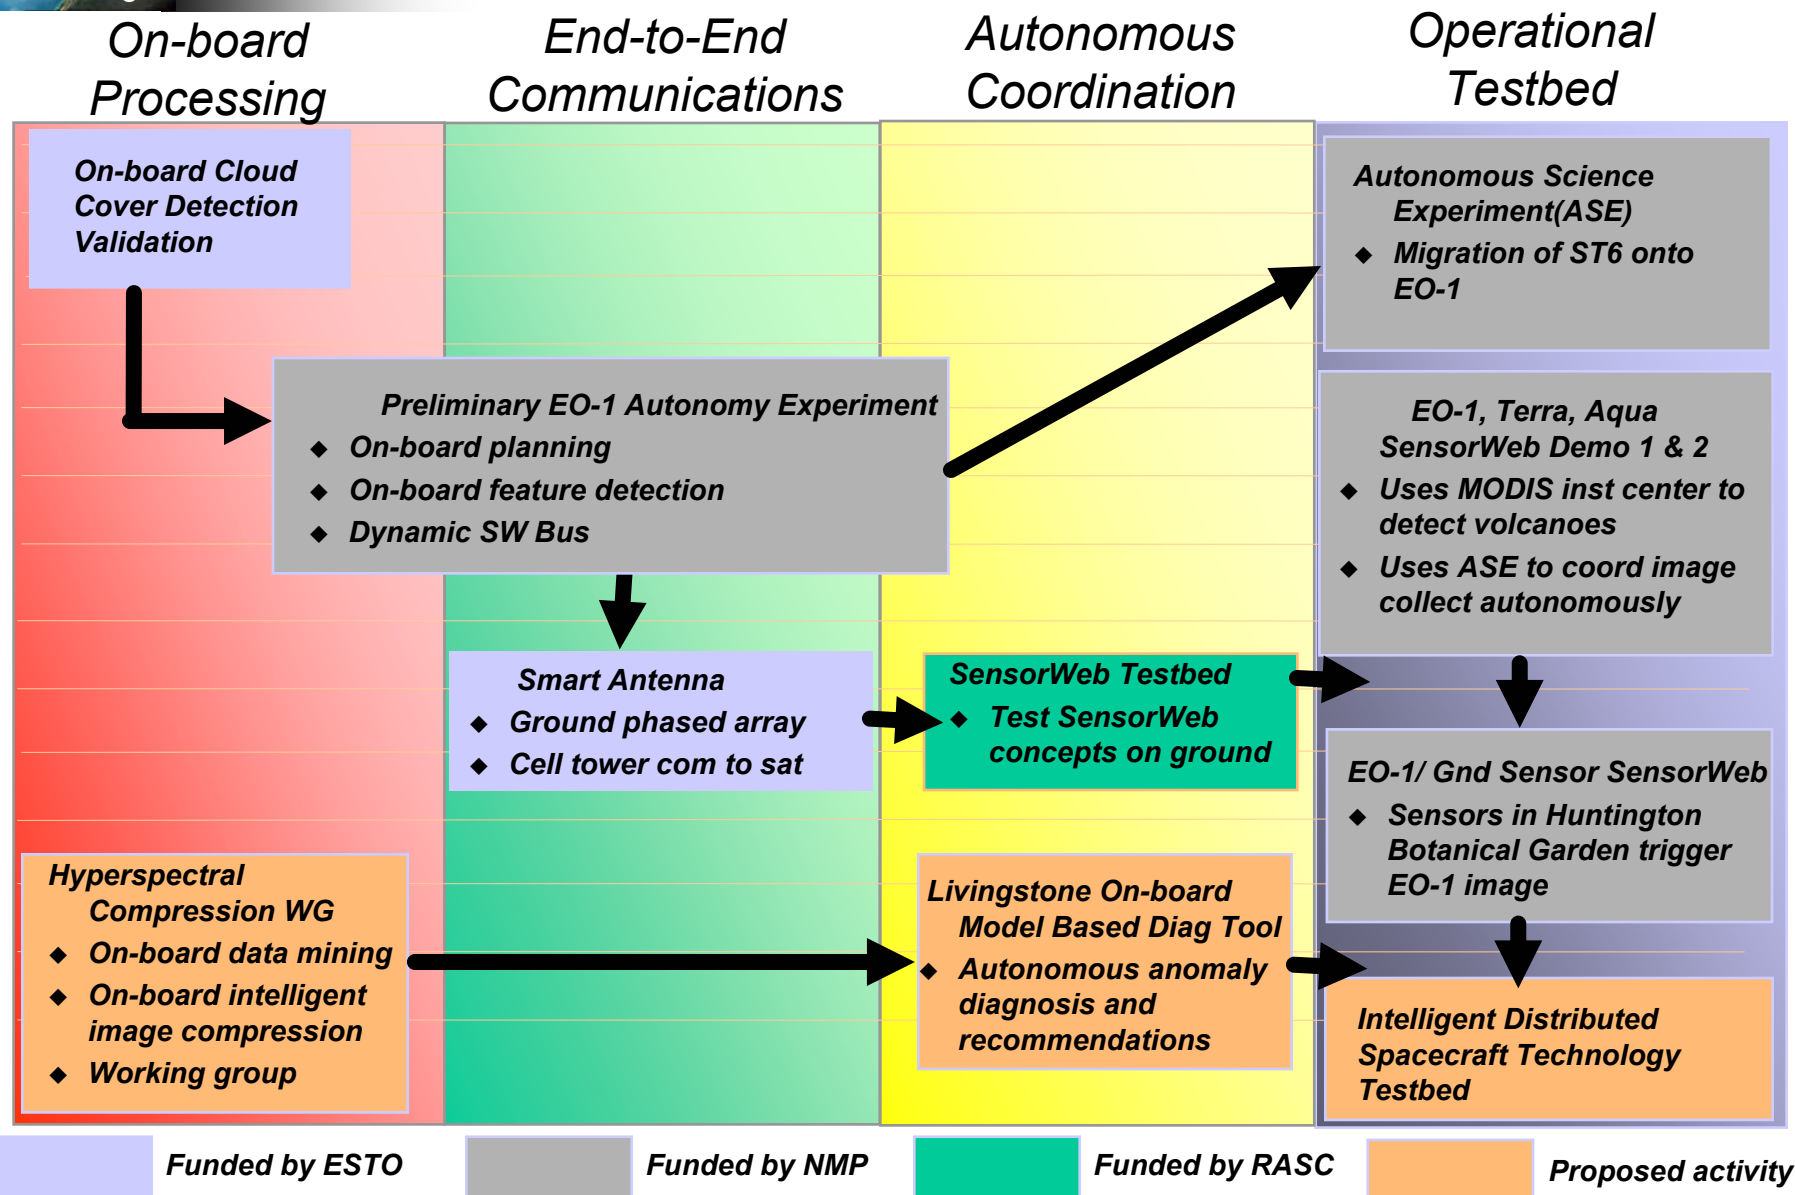 On-board
Processing
End-to-End
Communications
Autonomous
Coordination
Operational
Testbed
On-board Cloud
Cover Detection
Validation
Autonomous Science
Experiment(ASE)
◆ Migration of ST6 onto
EO-1
Preliminary EO-1 Autonomy Experiment
◆ On-board planning
◆ On-board feature detection
◆ Dynamic SW Bus
EO-1, Terra, Aqua
SensorWeb Demo 1 & 2
◆ Uses MODIS inst center to
detect volcanoes
◆ Uses ASE to coord image
collect autonomously
Smart Antenna
◆ Ground phased array
◆ Cell tower com to sat
SensorWeb Testbed
◆ Test SensorWeb
concepts on ground
EO-1/ Gnd Sensor SensorWeb
◆ Sensors in Huntington
Botanical Garden trigger
EO-1 image
Hyperspectral
Compression WG
◆ On-board data mining
◆ On-board intelligent
image compression
◆ Working group
Livingstone On-board
Model Based Diag Tool
◆ Autonomous anomaly
diagnosis and
recommendations
Intelligent Distributed
Spacecraft Technology
Testbed
Funded by ESTO
Funded by NMP
Funded by RASC
Proposed activity